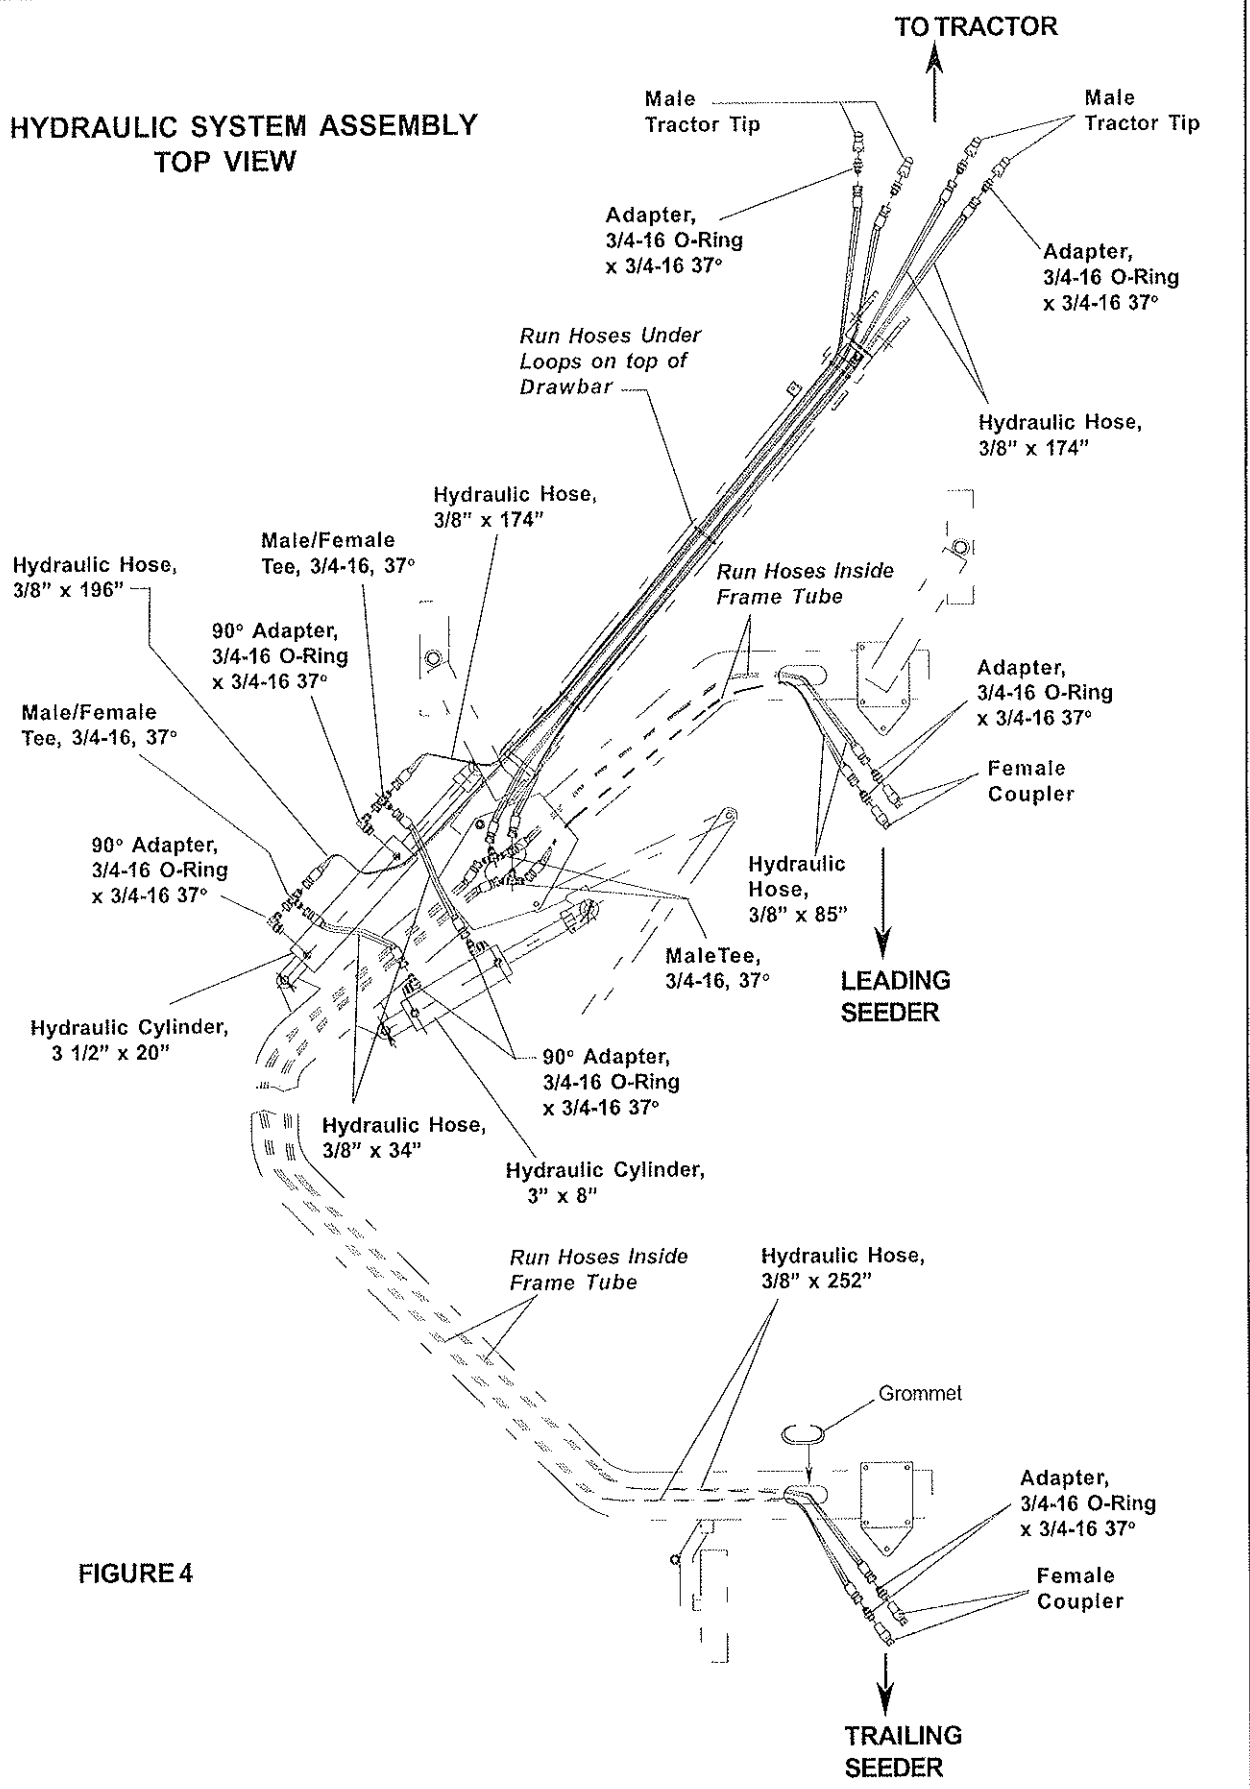 TO TRACTOR
HYDRAULIC SYSTEM ASSEMBLY
TOP VIEW
Male
Tractor Tip
Male
Tractor Tip
Adapter,
3/4-16 O-Ring
x 3/4-16 37°
Adapter,
3/4-16 O-Ring
x 3/4-16 37°
Run Hoses Under
Loops on top of
Drawbar
Hydraulic Hose,
3/8" x 174"
Hydraulic Hose,
3/8" x 174"
Male/Female
Tee, 3/4-16, 37°
Hydraulic Hose,
3/8" x 196"
Run Hoses Inside
Frame Tube
90° Adapter,
3/4-16 O-Ring
x 3/4-16 37°
Adapter,
3/4-16 O-Ring
x 3/4-16 37°
Male/Female
Tee, 3/4-16, 37°
Female
Coupler
90° Adapter,
3/4-16 O-Ring
x 3/4-16 37°
Hydraulic
Hose,
3/8" x 85"
Male Tee,
3/4-16, 37°
LEADING
SEEDER
Hydraulic Cylinder,
3 1/2" x 20"
90° Adapter,
3/4-16 O-Ring
x 3/4-16 37°
Hydraulic Hose,
3/8" x 34"
Hydraulic Cylinder,
3" x 8"
Run Hoses Inside
Frame Tube
Hydraulic Hose,
3/8" x 252"
Grommet
Adapter,
3/4-16 O-Ring
x 3/4-16 37°
FIGURE 4
Female
Coupler
TRAILING
SEEDER